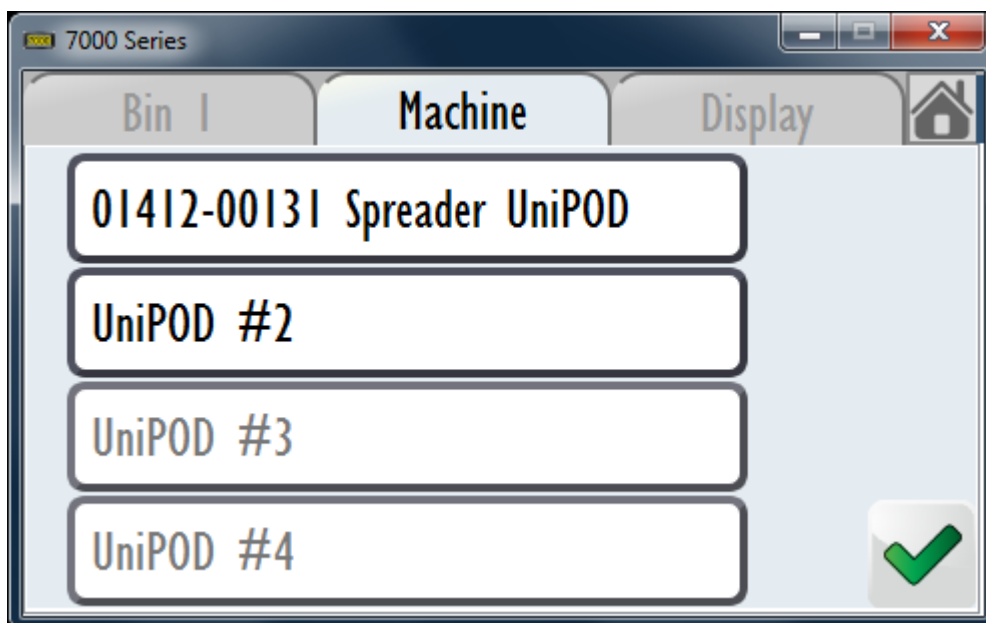 7000 Series
Bin 1 Machine Display
01412-00131 Spreader UniPOD
UniPOD #2
UniPOD #3
UniPOD #4